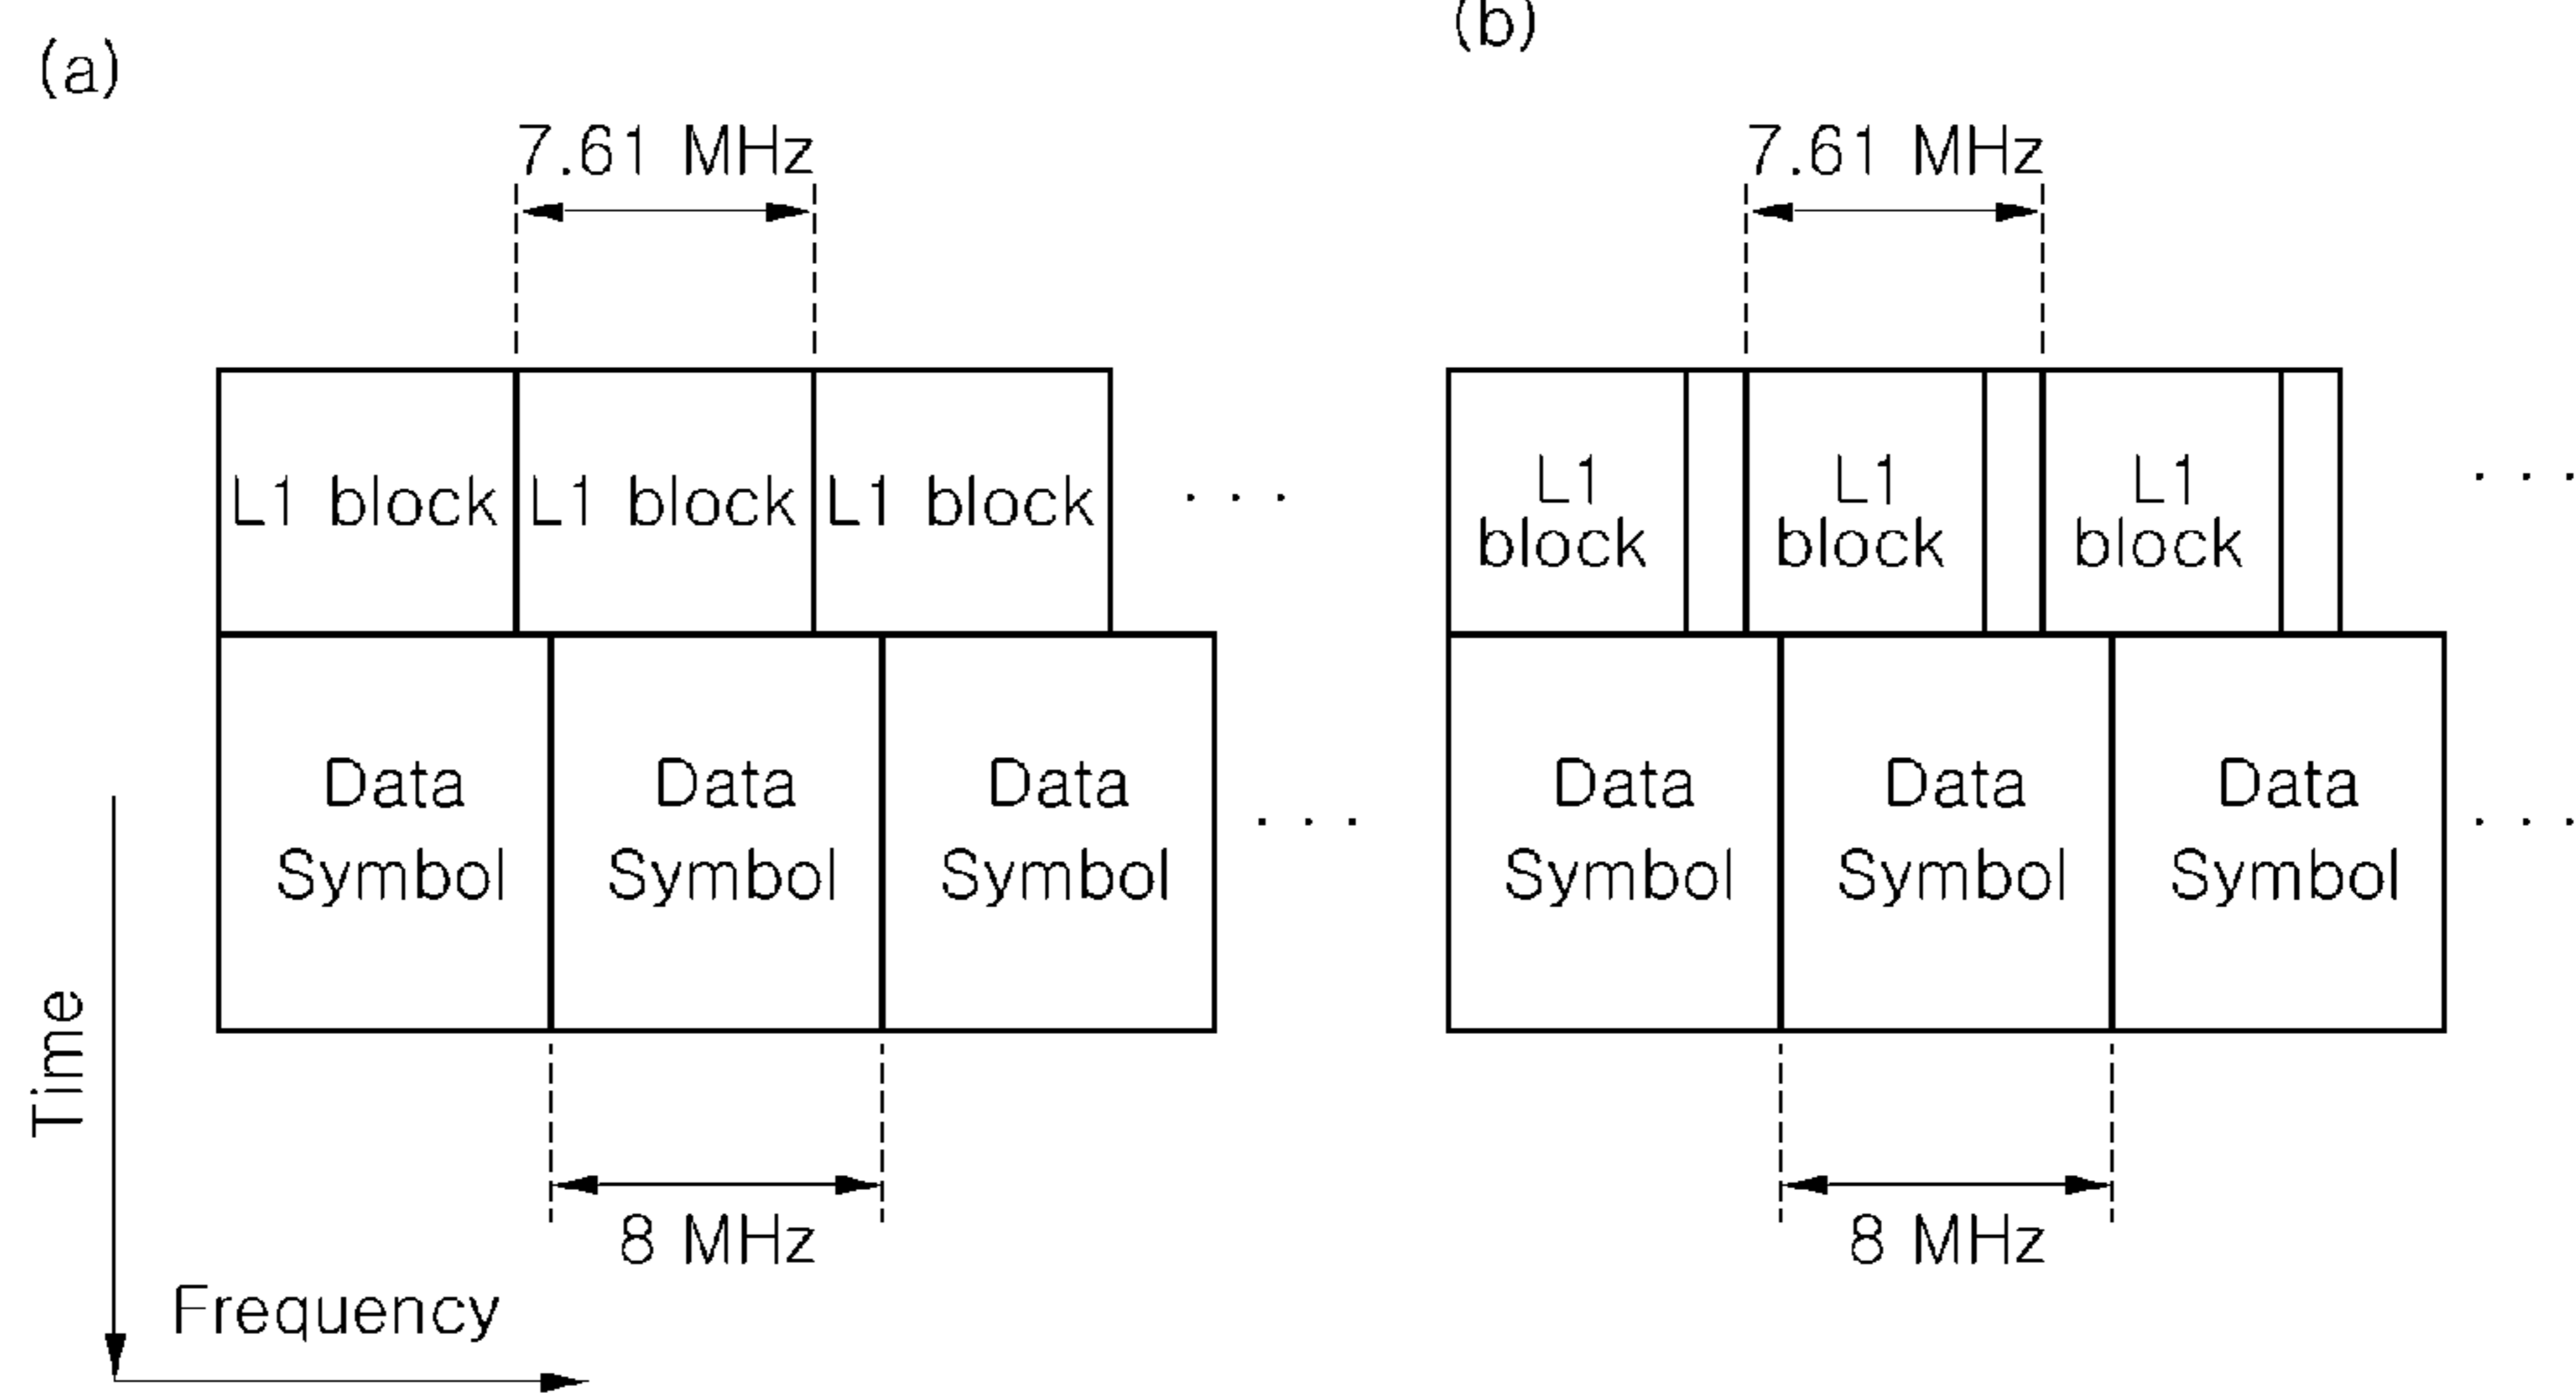 (a)
7.61 MHz
L1 block L1 block L1 block . . .
Data Data Data
Symbol Symbol Symbol
. . .
8 MHz
Time
Frequency
(b)
7.61 MHz
L1 L1 L1
block block block
. . .
Data Data Data
Symbol Symbol Symbol
. . .
8 MHz